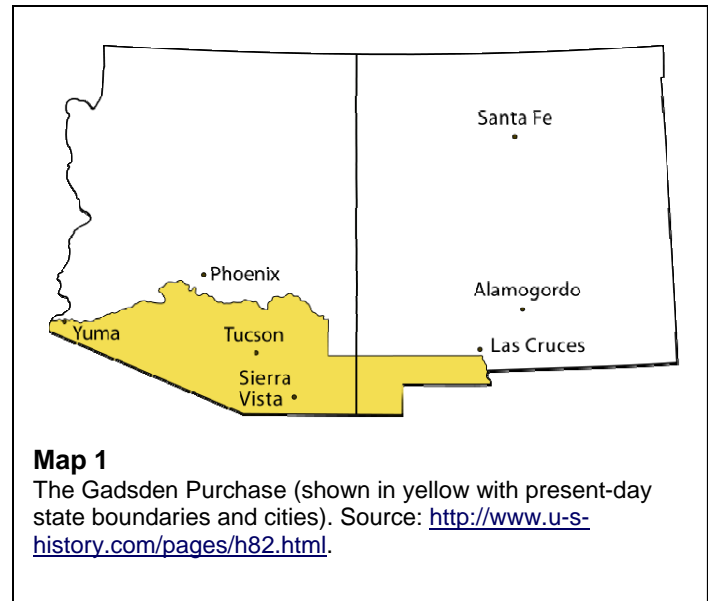 Santa Fe
Phoenix
Alamogordo
Yuma
Tucson
Las Cruces
Sierra
Vista
Map 1
The Gadsden Purchase (shown in yellow with present-day
state boundaries and cities). Source: http://www.u-s-
history.com/pages/h82.html.